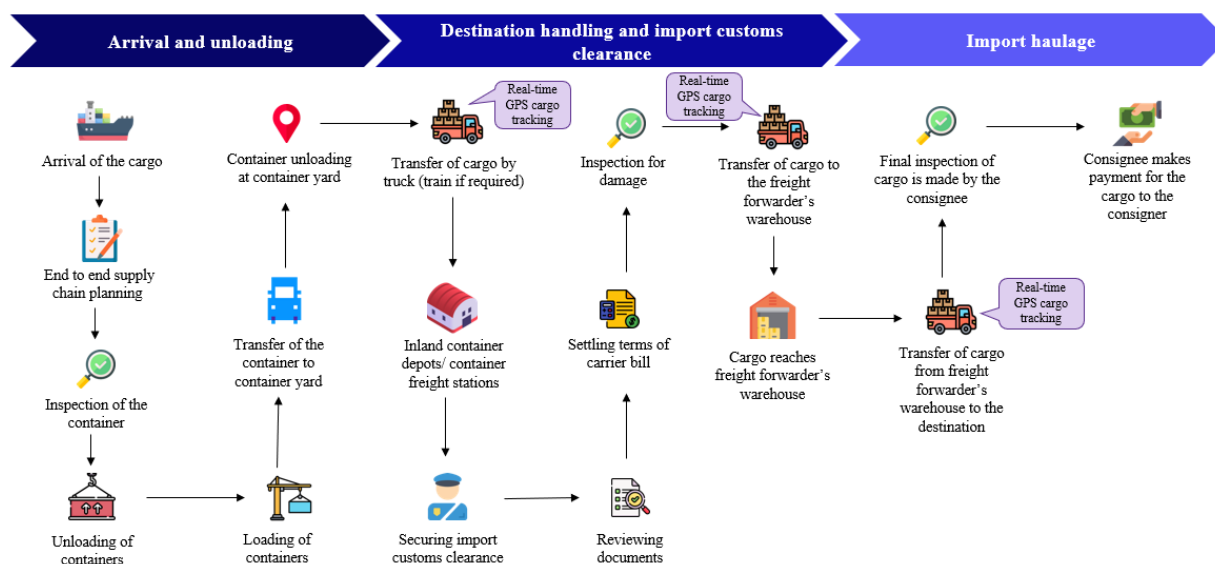 Arrival and unloading
Destination handling and import customs
clearance
Import haulage
Arrival of the cargo
End to end supply
chain planning
Inspection of the
container
Unloading of
containers
Loading of
containers
Transfer of the
container to
container yard
Container unloading
at container yard
Real-time
GPS cargo
tracking
Transfer of cargo by
truck (train if required)
Inland container
depots/ container
freight stations
Securing import
customs clearance
Reviewing
documents
Settling terms of
carrier bill
Inspection for
damage
Real-time
GPS cargo
tracking
Transfer of cargo to
the freight
forwarder's
warehouse
Cargo reaches
freight forwarder's
warehouse
Real-time
GPS cargo
tracking
Transfer of cargo
from freight
forwarder's
warehouse to the
destination
Final inspection of
cargo is made by the
consignee
Consignee makes
payment for the
cargo to the
consigner